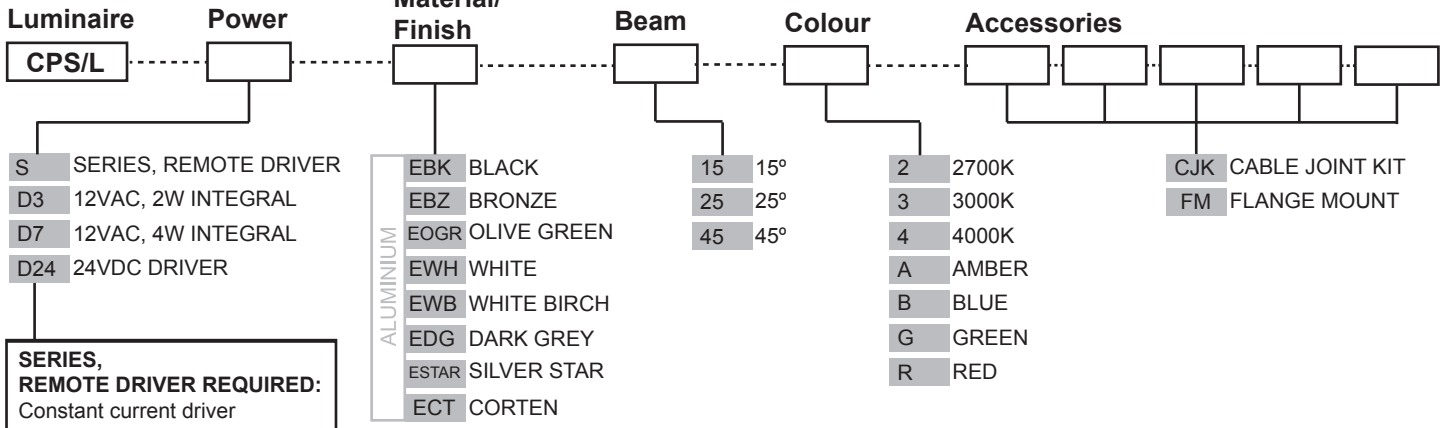 Luminaire
Power
Material/
Finish
Beam
Colour
Accessories
CPS/L
S SERIES, REMOTE DRIVER
D3 12VAC, 2W INTEGRAL
D7 12VAC, 4W INTEGRAL
D24 24VDC DRIVER
SERIES,
REMOTE DRIVER REQUIRED:
Constant current driver
ALUMINIUM
EBK BLACK
EBZ BRONZE
EOGR OLIVE GREEN
EWH WHITE
EWB WHITE BIRCH
EDG DARK GREY
ESTAR SILVER STAR
ECT CORTEN
15 15º
25 25º
45 45º
2 2700K
3 3000K
4 4000K
A AMBER
B BLUE
G GREEN
R RED
CJK CABLE JOINT KIT
FM FLANGE MOUNT